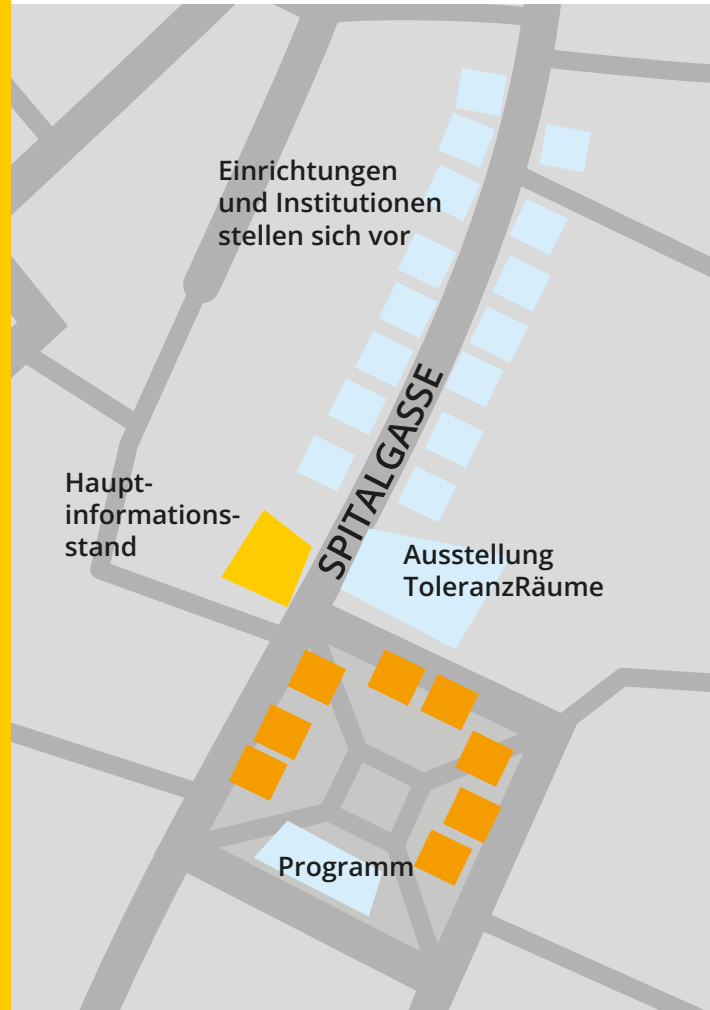 Einrichtungen
und Institutionen
stellen sich vor
SPITALGASSE
Haupt-
informations-
stand
Ausstellung
ToleranzRäume
Programm